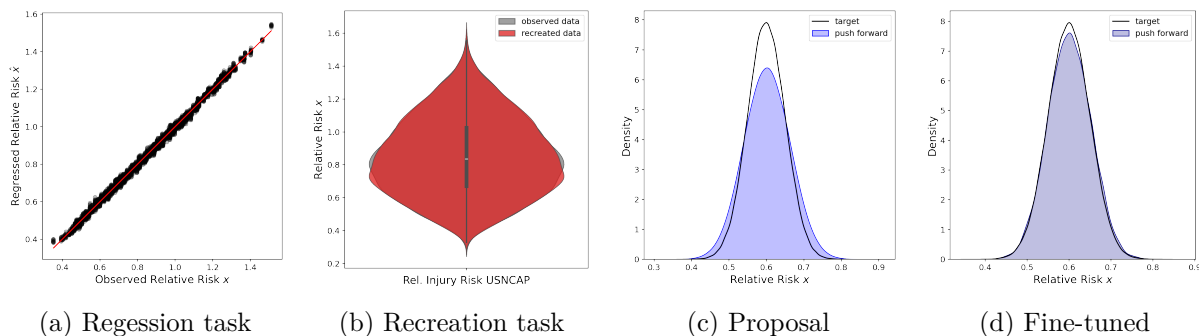 1.6
1.4
1.2
1.0
0.8
0.6
0.4
Regressed Relative Risk x̂
0.4 0.6 0.8 1.0 1.2 1.4
Observed Relative Risk x
(a) Regession task
observed data
recreated data
1.6
1.4
1.2
1.0
0.8
0.6
0.4
0.2
Relative Risk x
Rel. Injury Risk USNCAP
(b) Recreation task
target
push forward
8
7
6
5
4
3
2
1
0
Density
0.3 0.4 0.5 0.6 0.7 0.8 0.9
Relative Risk x
(c) Proposal
target
push forward
8
7
6
5
4
3
2
1
0
Density
0.4 0.5 0.6 0.7 0.8 0.9
Relative Risk x
(d) Fine-tuned